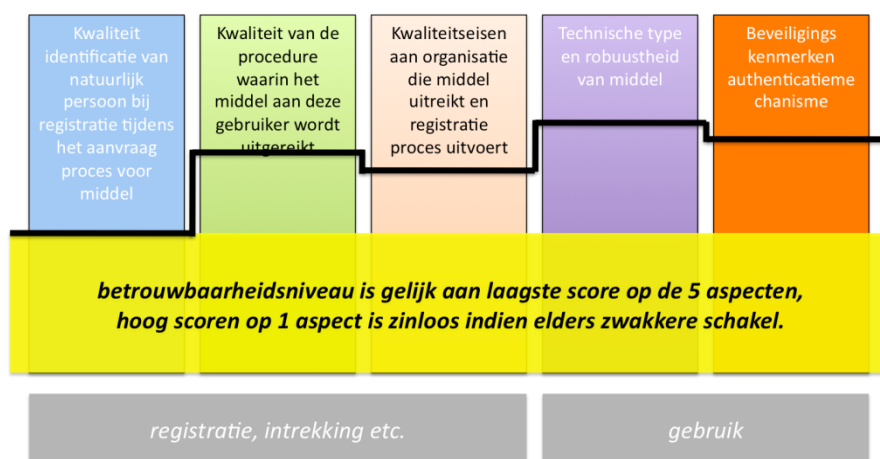 Kwaliteit
identificatie van
natuurlijk
persoon bij
registratie tijdens
het aanvraag
proces voor
middel
Kwaliteit van de
procedure
waarin het
middel aan deze
gebruiker wordt
uitgereikt
Kwaliteitseisen
aan organisatie
die middel
uitreikt en
registratie
proces uitvoert
Technische type
en robuustheid
van middel
Beveiligings
kenmerken
authenticatieme
chanisme
betrouwbaarheidsniveau is gelijk aan laagste score op de 5 aspecten,
hoog scoren op 1 aspect is zinloos indien elders zwakkere schakel.
registratie, intrekking etc.
gebruik